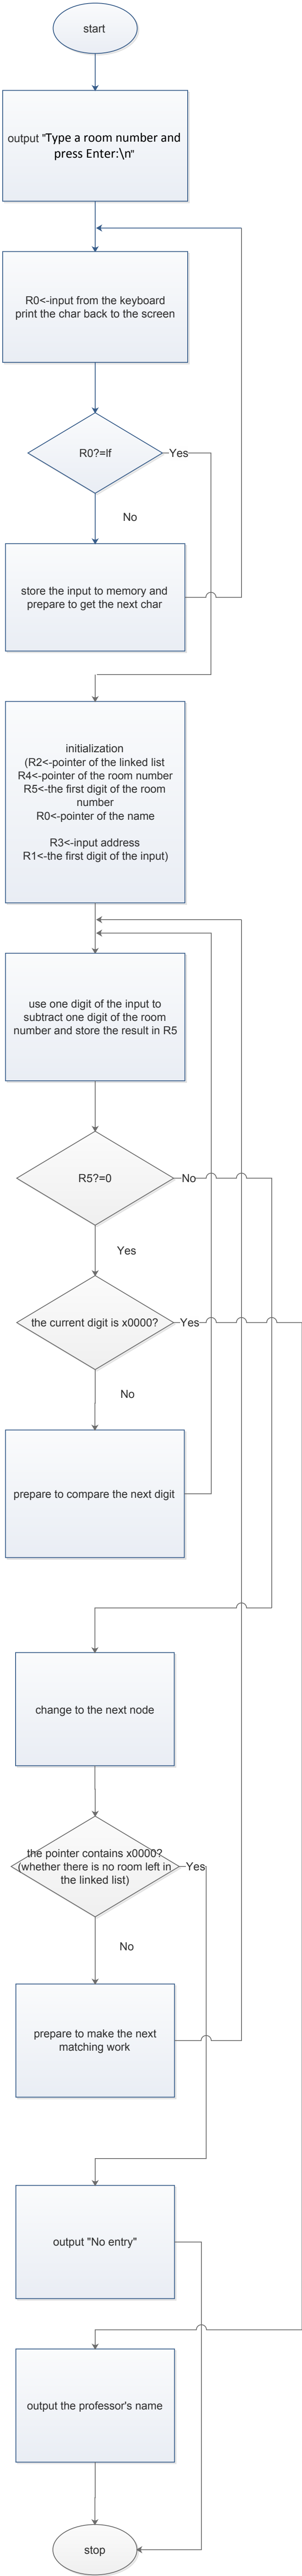 start
output "Type a room number and
press Enter:\n"
R0<-input from the keyboard
print the char back to the screen
R0?=lf
Yes
No
store the input to memory and
prepare to get the next char
initialization
(R2<-pointer of the linked list
R4<-pointer of the room number
R5<-the first digit of the room
number
R0<-pointer of the name
R3<-input address
R1<-the first digit of the input)
use one digit of the input to
subtract one digit of the room
number and store the result in R5
R5?=0
No
Yes
the current digit is x0000?
Yes
No
prepare to compare the next digit
change to the next node
the pointer contains x0000?
(whether there is no room left in
the linked list)
Yes
No
prepare to make the next
matching work
output "No entry"
output the professor's name
stop